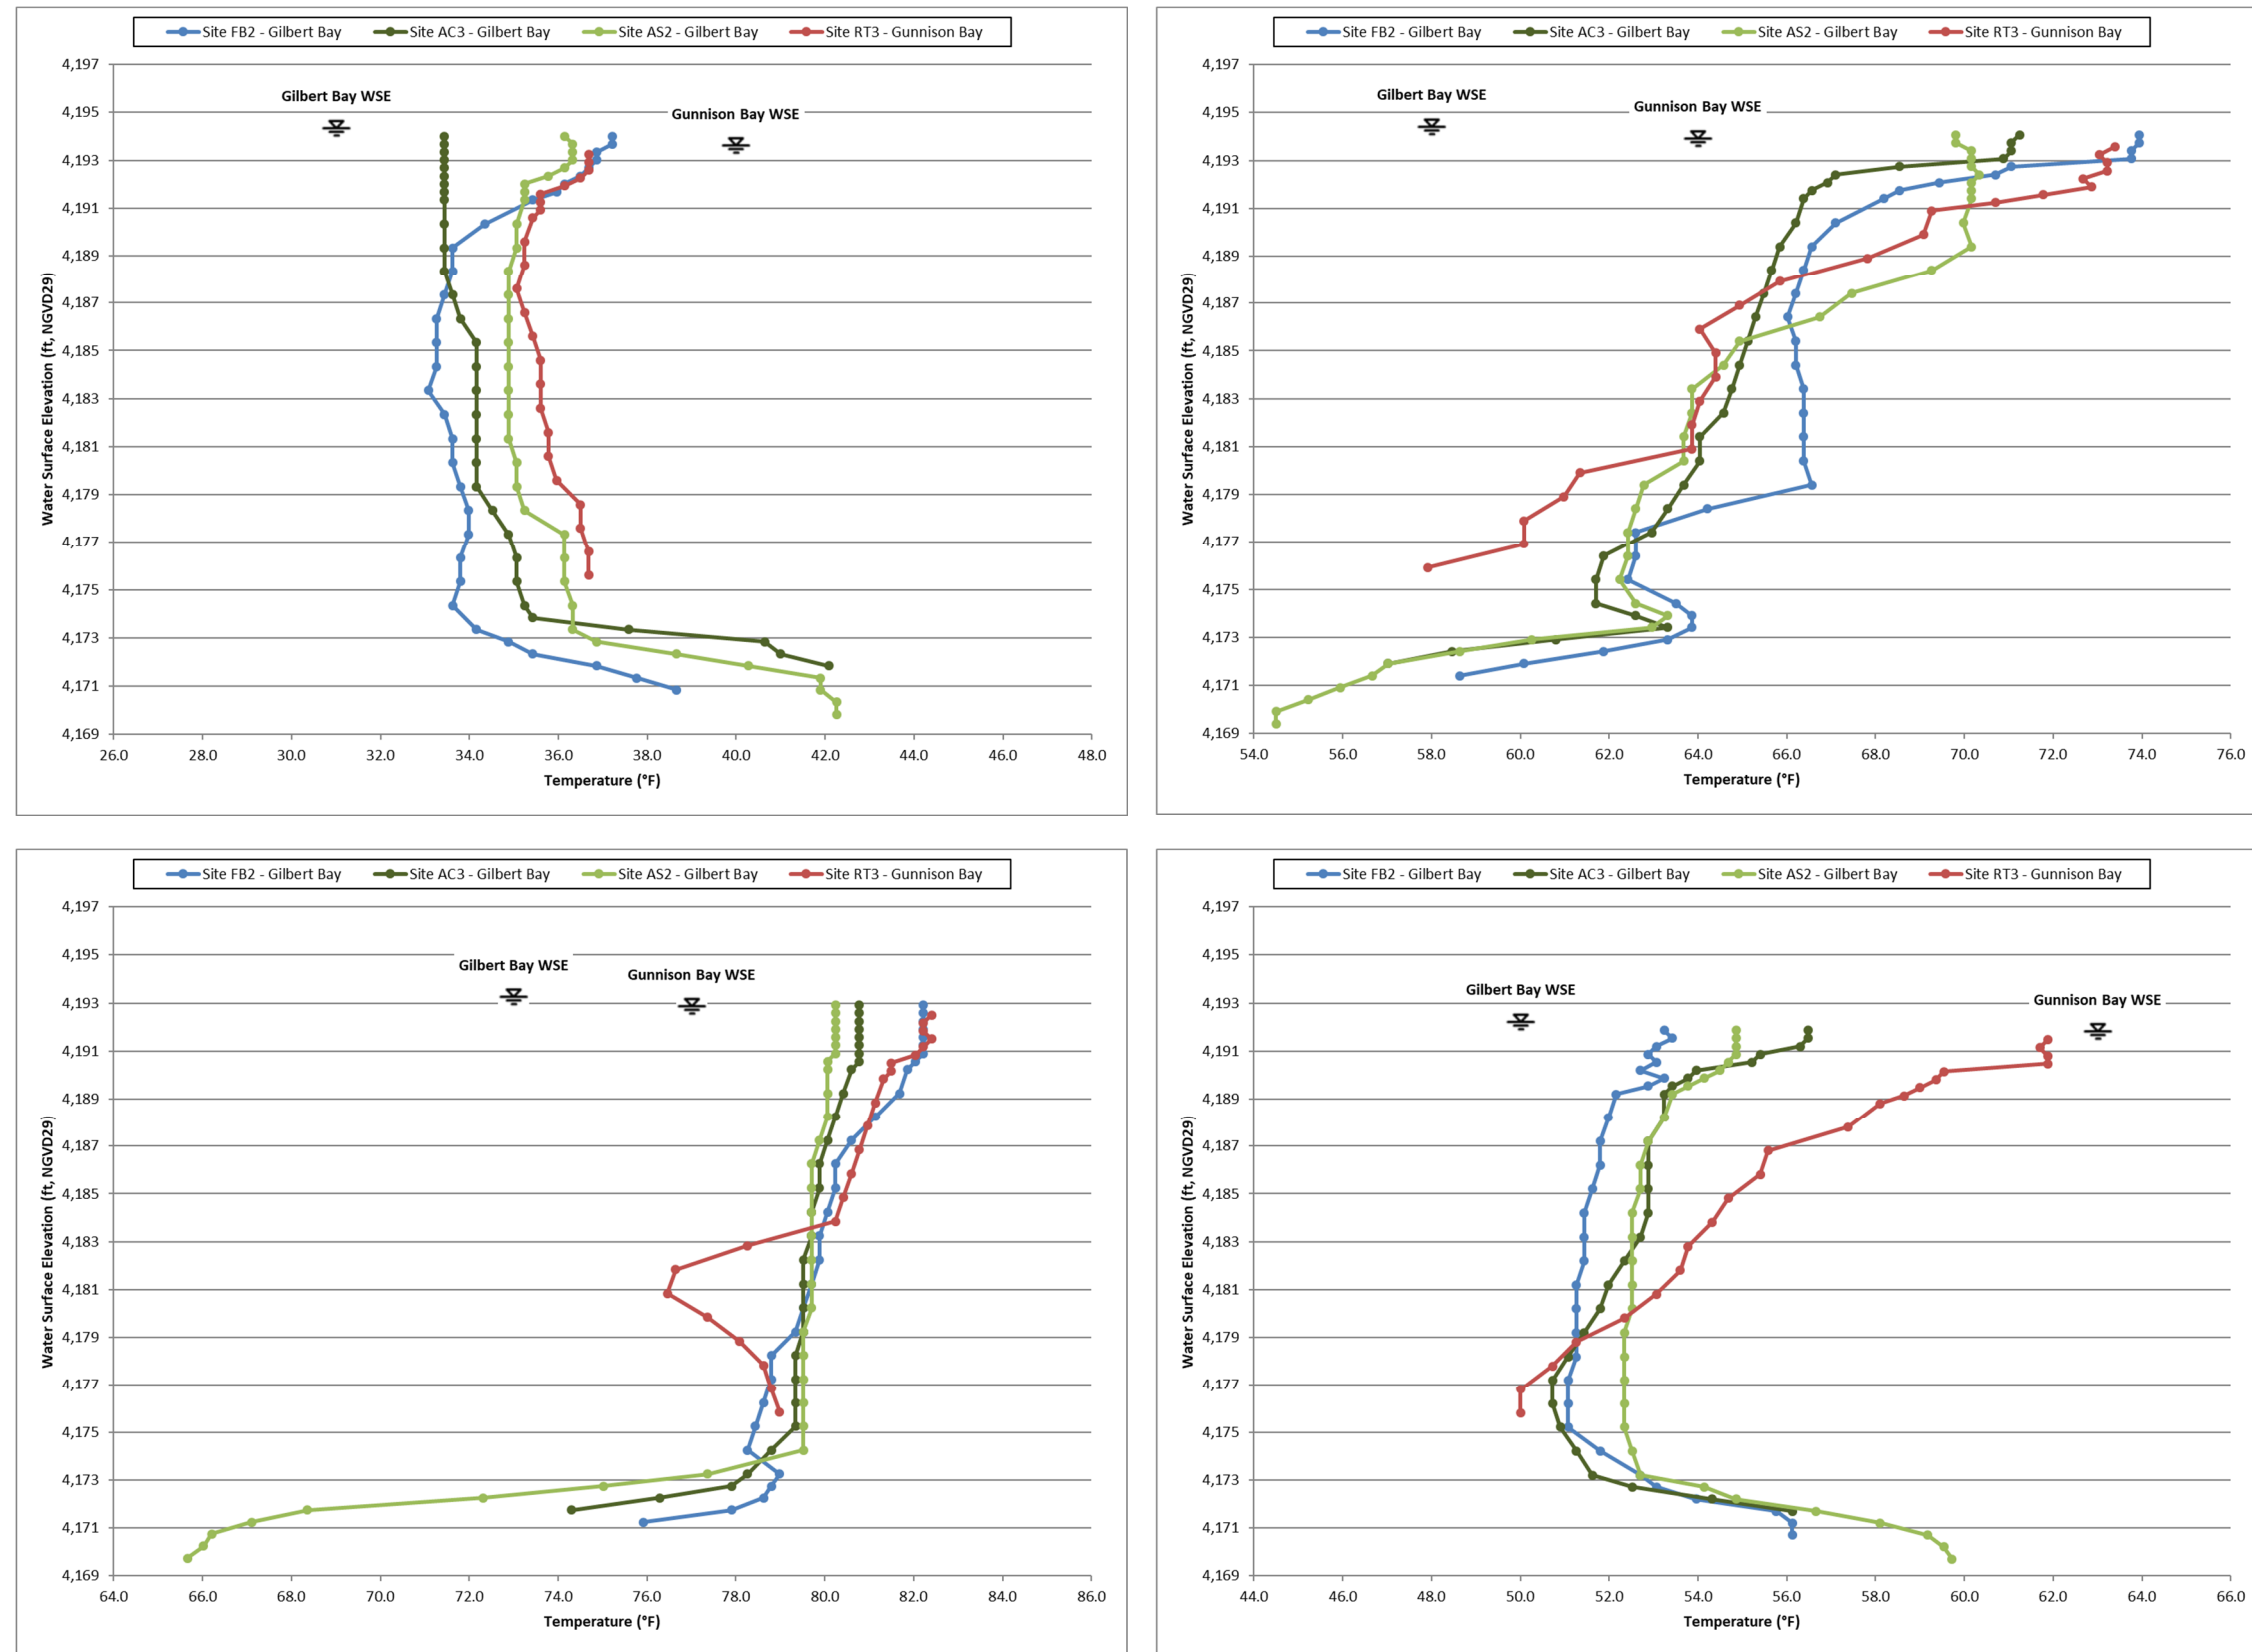 Site FB2 - Gilbert Bay Site AC3 - Gilbert Bay Site AS2 - Gilbert Bay Site RT3 - Gunnison Bay
4,197
4,195
4,193
4,191
4,189
4,187
4,185
4,183
4,181
4,179
4,177
4,175
4,173
4,171
4,169
Water Surface Elevation (ft, NGVD29)
Gilbert Bay WSE
Gunnison Bay WSE
26.0 28.0 30.0 32.0 34.0 36.0 38.0 40.0 42.0 44.0 46.0 48.0
Temperature (°F)
Site FB2 - Gilbert Bay Site AC3 - Gilbert Bay Site AS2 - Gilbert Bay Site RT3 - Gunnison Bay
4,197
4,195
4,193
4,191
4,189
4,187
4,185
4,183
4,181
4,179
4,177
4,175
4,173
4,171
4,169
Water Surface Elevation (ft, NGVD29)
Gilbert Bay WSE
Gunnison Bay WSE
54.0 56.0 58.0 60.0 62.0 64.0 66.0 68.0 70.0 72.0 74.0 76.0
Temperature (°F)
Site FB2 - Gilbert Bay Site AC3 - Gilbert Bay Site AS2 - Gilbert Bay Site RT3 - Gunnison Bay
4,197
4,195
4,193
4,191
4,189
4,187
4,185
4,183
4,181
4,179
4,177
4,175
4,173
4,171
4,169
Water Surface Elevation (ft, NGVD29)
Gilbert Bay WSE
Gunnison Bay WSE
64.0 66.0 68.0 70.0 72.0 74.0 76.0 78.0 80.0 82.0 84.0 86.0
Temperature (°F)
Site FB2 - Gilbert Bay Site AC3 - Gilbert Bay Site AS2 - Gilbert Bay Site RT3 - Gunnison Bay
4,197
4,195
4,193
4,191
4,189
4,187
4,185
4,183
4,181
4,179
4,177
4,175
4,173
4,171
4,169
Water Surface Elevation (ft, NGVD29)
Gilbert Bay WSE
Gunnison Bay WSE
44.0 46.0 48.0 50.0 52.0 54.0 56.0 58.0 60.0 62.0 64.0 66.0
Temperature (°F)